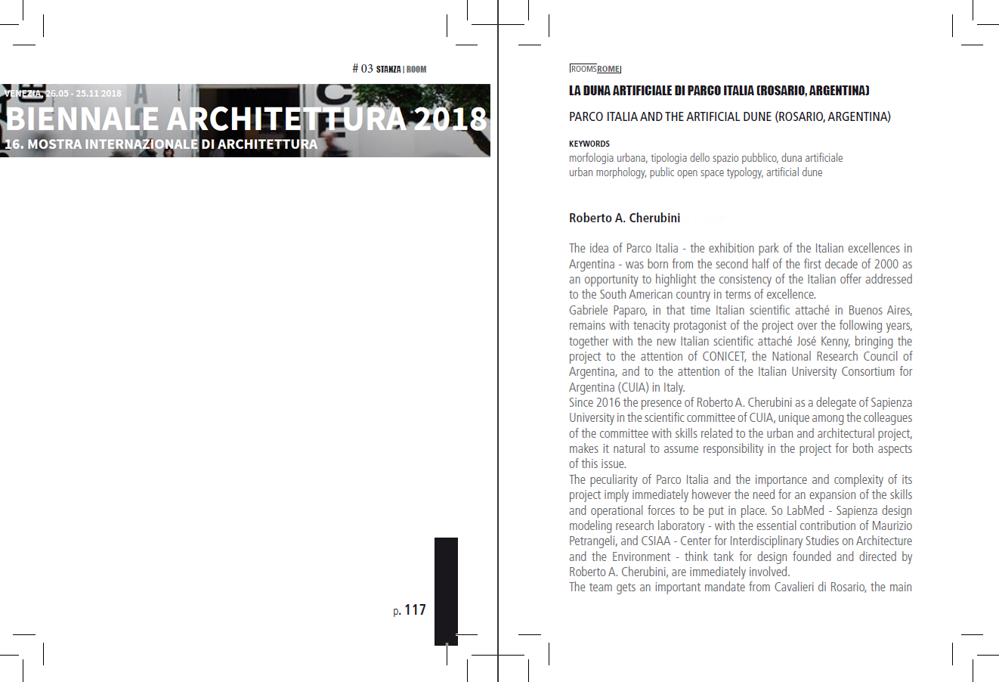 # 03 STANZA | ROOM
VENEZIA, 26.05 - 25.11 2018
BIENNALE ARCHITETTURA 2018
16. MOSTRA INTERNAZIONALE DI ARCHITETTURA
p. 117
ROOMSROME
LA DUNA ARTIFICIALE DI PARCO ITALIA (ROSARIO, ARGENTINA)
PARCO ITALIA AND THE ARTIFICIAL DUNE (ROSARIO, ARGENTINA)
KEYWORDS
morfologia urbana, tipologia dello spazio pubblico, duna artificiale
urban morphology, public open space typology, artificial dune
Roberto A. Cherubini
The idea of Parco Italia - the exhibition park of the Italian excellences in
Argentina - was born from the second half of the first decade of 2000 as
an opportunity to highlight the consistency of the Italian offer addressed
to the South American country in terms of excellence.
Gabriele Paparo, in that time Italian scientific attaché in Buenos Aires,
remains with tenacity protagonist of the project over the following years,
together with the new Italian scientific attaché José Kenny, bringing the
project to the attention of CONICET, the National Research Council of
Argentina, and to the attention of the Italian University Consortium for
Argentina (CUIA) in Italy.
Since 2016 the presence of Roberto A. Cherubini as a delegate of Sapienza
University in the scientific committee of CUIA, unique among the colleagues
of the committee with skills related to the urban and architectural project,
makes it natural to assume responsibility in the project for both aspects
of this issue.
The peculiarity of Parco Italia and the importance and complexity of its
project imply immediately however the need for an expansion of the skills
and operational forces to be put in place. So LabMed - Sapienza design
modeling research laboratory - with the essential contribution of Maurizio
Petrangeli, and CSIAA - Center for Interdisciplinary Studies on Architecture
and the Environment - think tank for design founded and directed by
Roberto A. Cherubini, are immediately involved.
The team gets an important mandate from Cavalieri di Rosario, the main